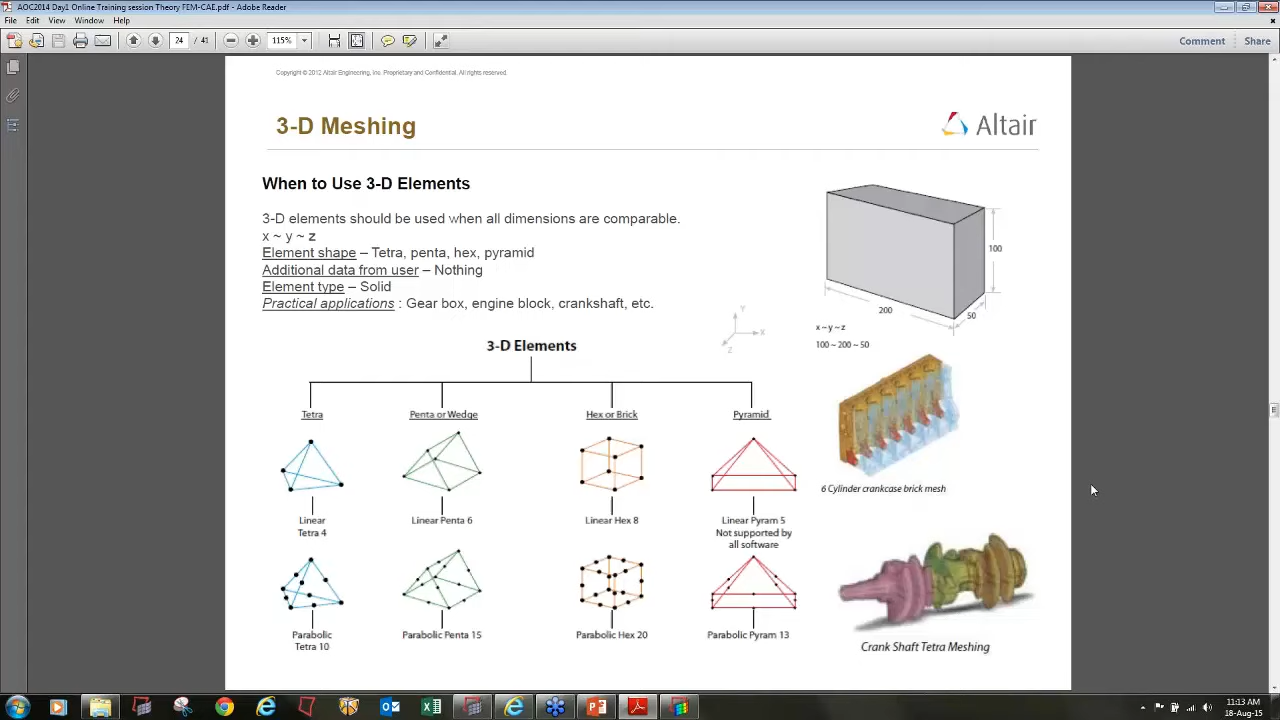 AOC2014 Day1 Online Training session Theory FEM-CAE.pdf - Adobe Reader
File Edit View Window Help
24 / 41 115% Comment Share
Copyright © 2012 Altair Engineering, Inc. Proprietary and Confidential. All rights reserved.
3-D Meshing
Altair
When to Use 3-D Elements
3-D elements should be used when all dimensions are comparable.
x ~ y ~ z
Element shape – Tetra, penta, hex, pyramid
Additional data from user – Nothing
Element type – Solid
Practical applications : Gear box, engine block, crankshaft, etc.
100
200
50
x ~ y ~ z
100 ~ 200 ~ 50
Y
X
Z
3-D Elements
Tetra
Penta or Wedge
Hex or Brick
Pyramid
Linear
Tetra 4
Linear Penta 6
Linear Hex 8
Linear Pyram 5
Not supported by
all software
Parabolic
Tetra 10
Parabolic Penta 15
Parabolic Hex 20
Parabolic Pyram 13
6 Cylinder crankcase brick mesh
Crank Shaft Tetra Meshing
11:13 AM
18-Aug-15